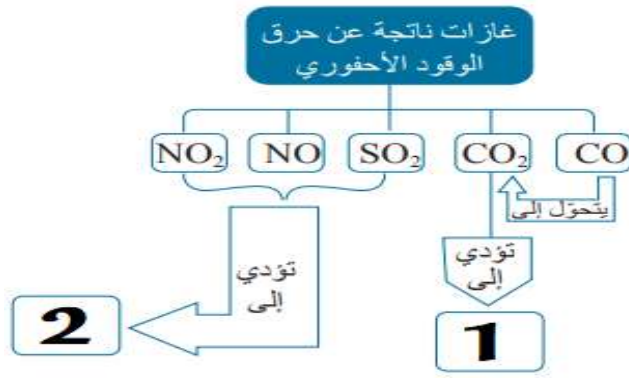 غازات ناتجة عن حرق
الوقود الأحفوري
CO
CO₂
SO₂
NO
NO₂
يتحوّل إلى
تؤدي
إلى
تؤدي
إلى
1
2